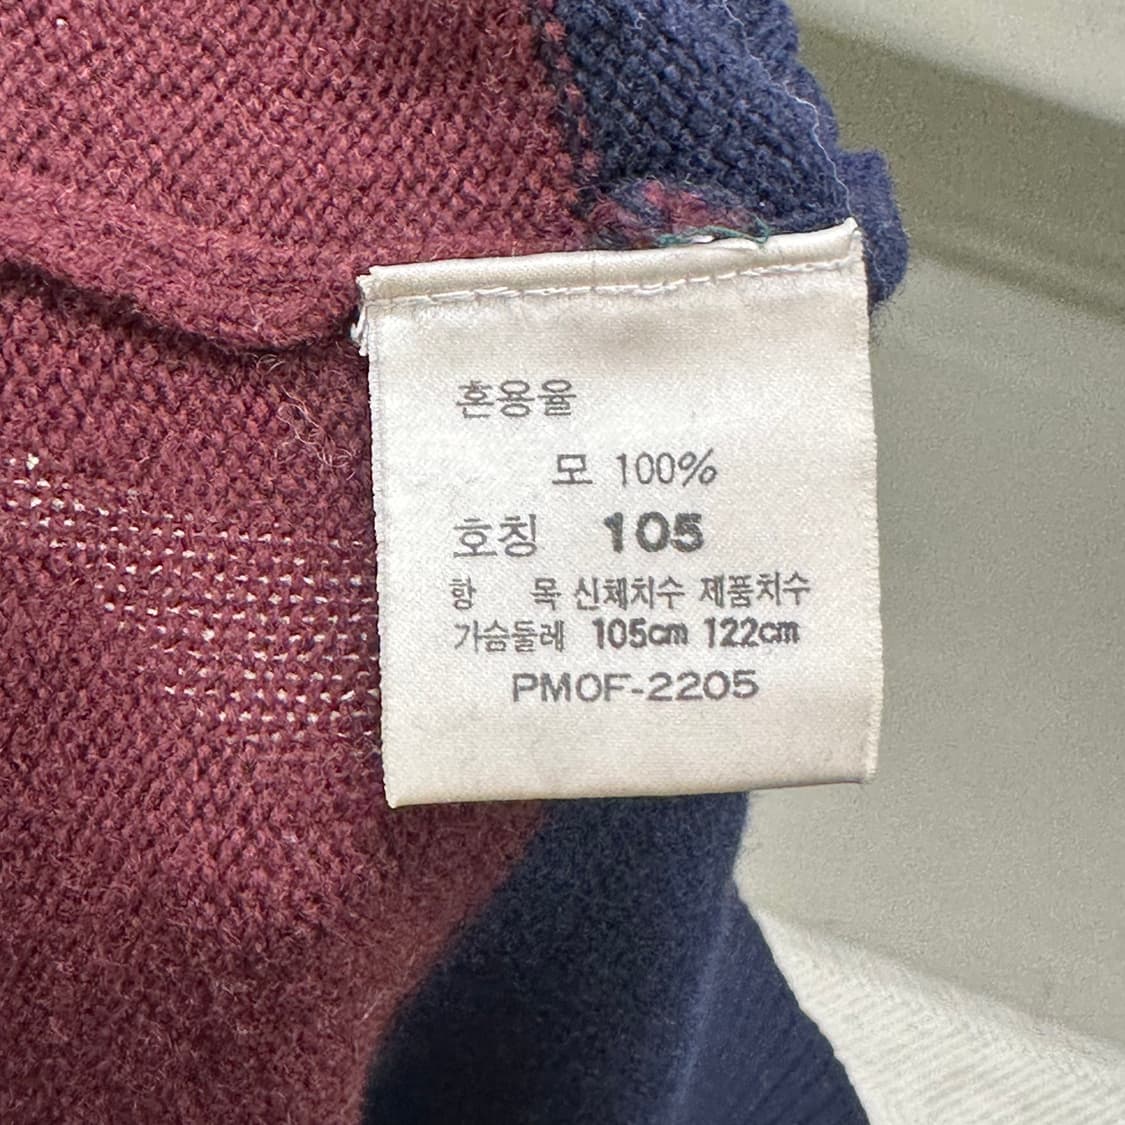 혼용율
모 100%
호칭 105
항 목 신체치수 제품치수
가슴둘레 105cm 122cm
PMOF-2205